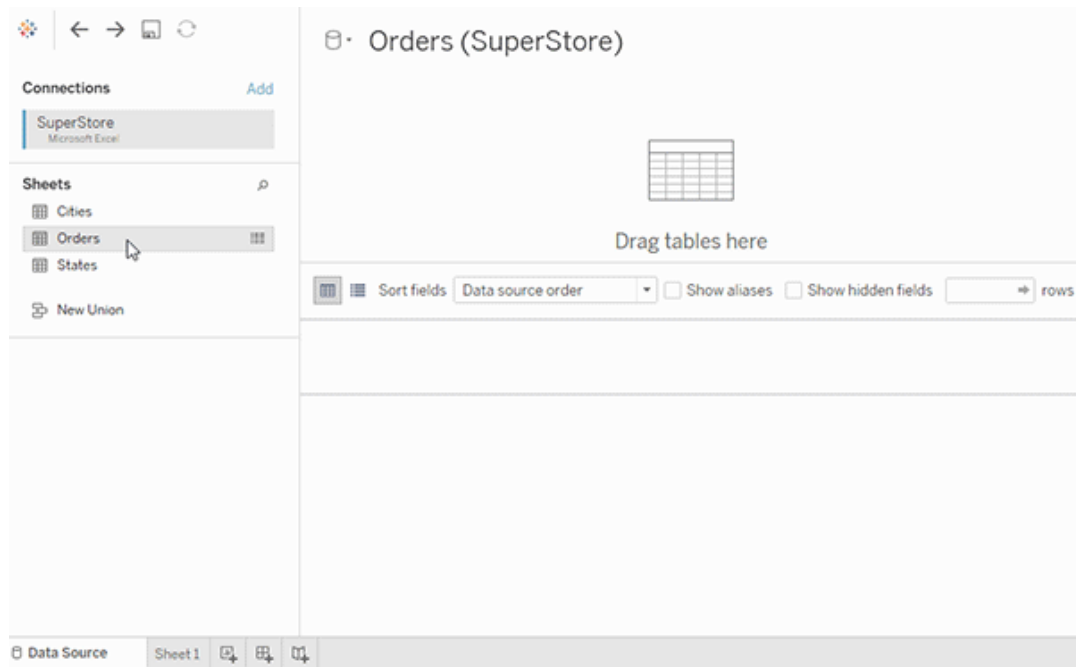 Orders (SuperStore)
Connections Add
SuperStore
Microsoft Excel
Sheets
Cities
Orders
States
New Union
Drag tables here
Sort fields Data source order Show aliases Show hidden fields rows
Data Source Sheet 1